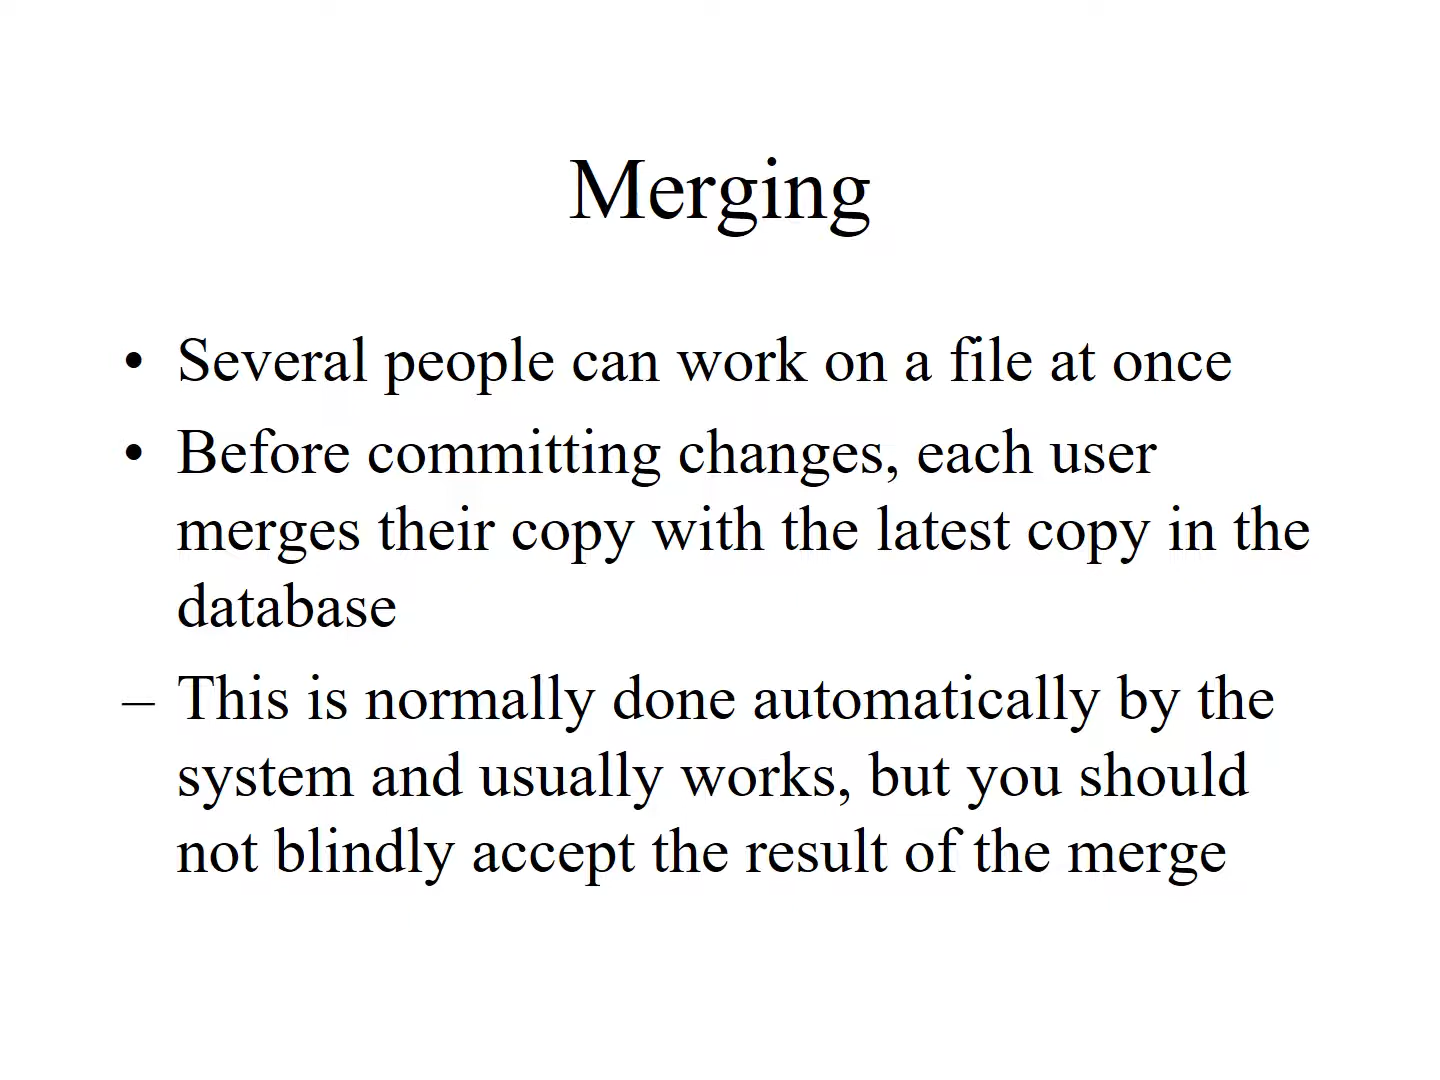 Merging
• Several people can work on a file at once
• Before committing changes, each user
merges their copy with the latest copy in the
database
– This is normally done automatically by the
system and usually works, but you should
not blindly accept the result of the merge